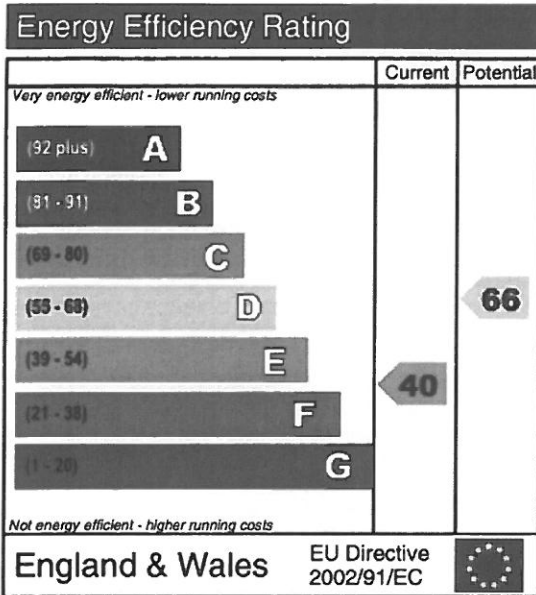 Energy Efficiency Rating
Current Potential
Very energy efficient - lower running costs
(92 plus) A
(81 - 91) B
(69 - 80) C
(55 - 68) D
66
(39 - 54) E
40
(21 - 38) F
(1 - 20) G
Not energy efficient - higher running costs
England & Wales
EU Directive
2002/91/EC